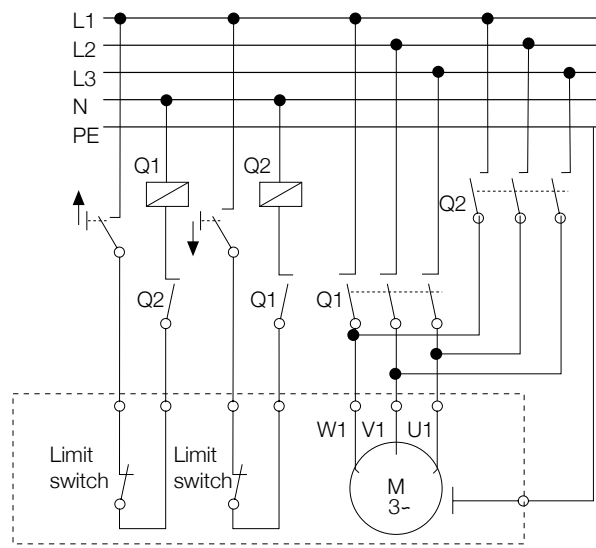 L1
L2
L3
N
PE
Q1
Q2
Q2
Q2
Q1
Q1
W1 V1 U1
Limit
switch
Limit
switch
M
3~